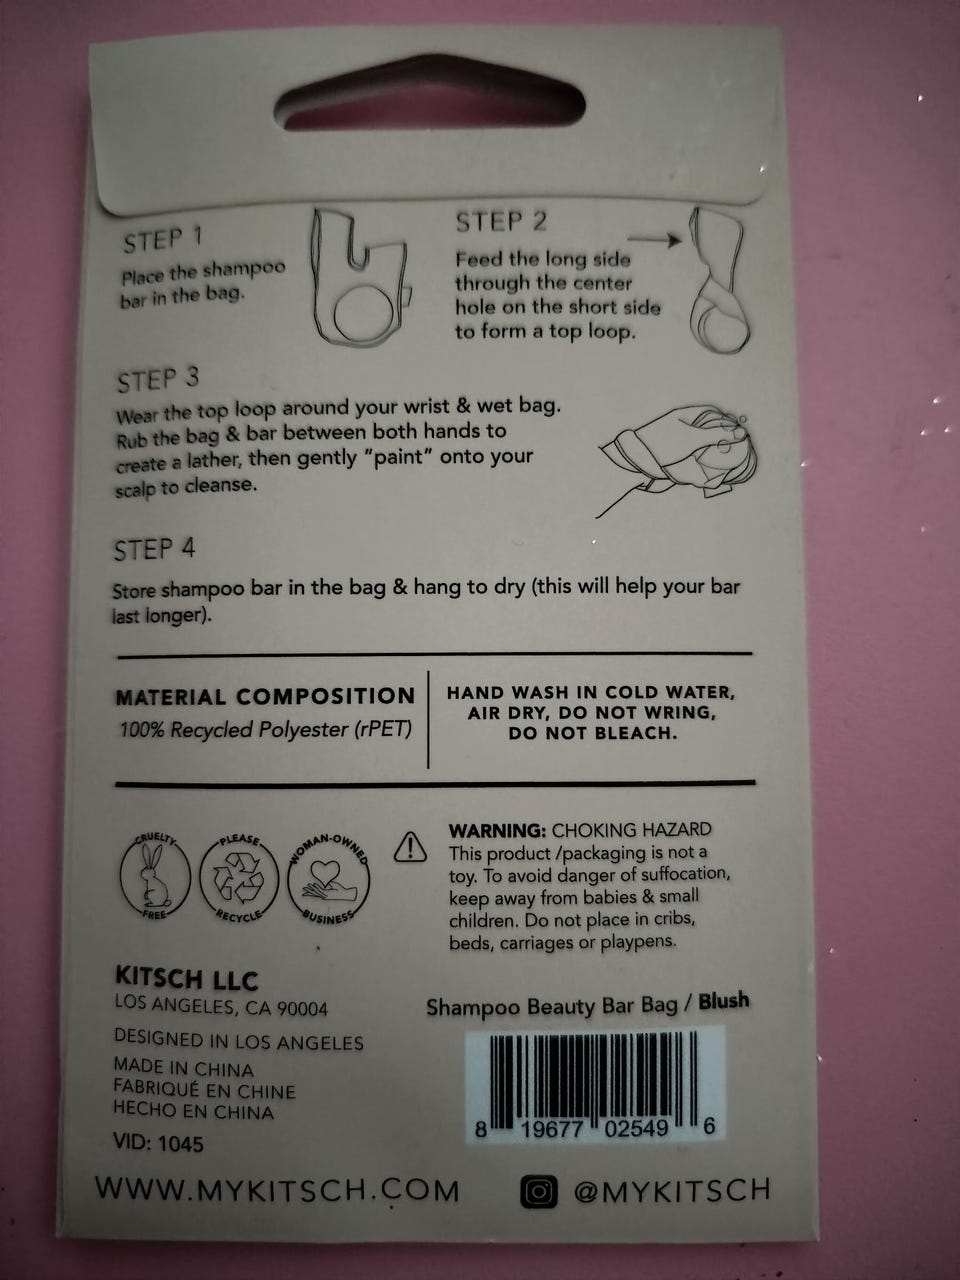 STEP 1
Place the shampoo
bar in the bag.
STEP 2
Feed the long side
through the center
hole on the short side
to form a top loop.
STEP 3
Wear the top loop around your wrist & wet bag.
Rub the bag & bar between both hands to
create a lather, then gently "paint" onto your
scalp to cleanse.
STEP 4
Store shampoo bar in the bag & hang to dry (this will help your bar
last longer).
MATERIAL COMPOSITION
100% Recycled Polyester (rPET)
HAND WASH IN COLD WATER,
AIR DRY, DO NOT WRING,
DO NOT BLEACH.
CRUELTY
FREE
PLEASE
RECYCLE
WOMAN-OWNED
BUSINESS
WARNING: CHOKING HAZARD
This product /packaging is not a
toy. To avoid danger of suffocation,
keep away from babies & small
children. Do not place in cribs,
beds, carriages or playpens.
KITSCH LLC
LOS ANGELES, CA 90004
DESIGNED IN LOS ANGELES
MADE IN CHINA
FABRIQUÉ EN CHINE
HECHO EN CHINA
VID: 1045
Shampoo Beauty Bar Bag / Blush
8 19677 02549 6
WWW.MYKITSCH.COM
@MYKITSCH